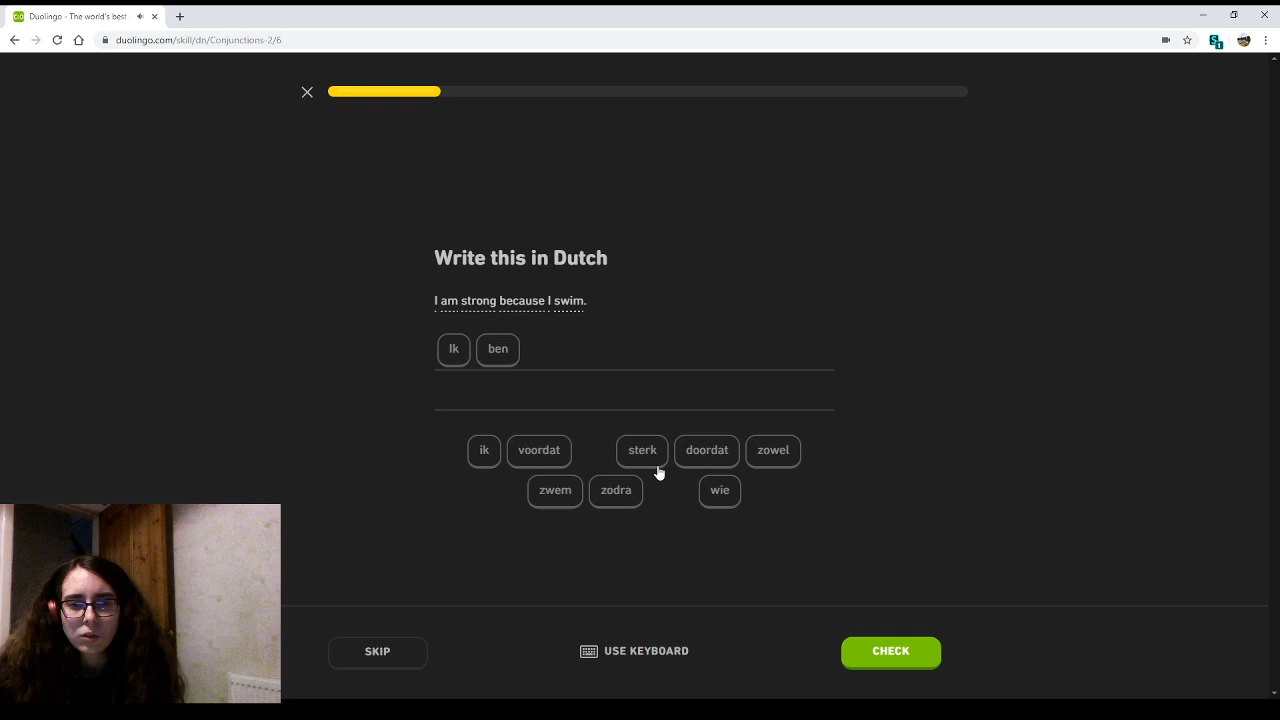 Duolingo - The world's best
duolingo.com/skill/dn/Conjunctions-2/6
Write this in Dutch
I am strong because I swim.
Ik ben
ik voordat sterk doordat zowel
zwem zodra wie
SKIP USE KEYBOARD CHECK